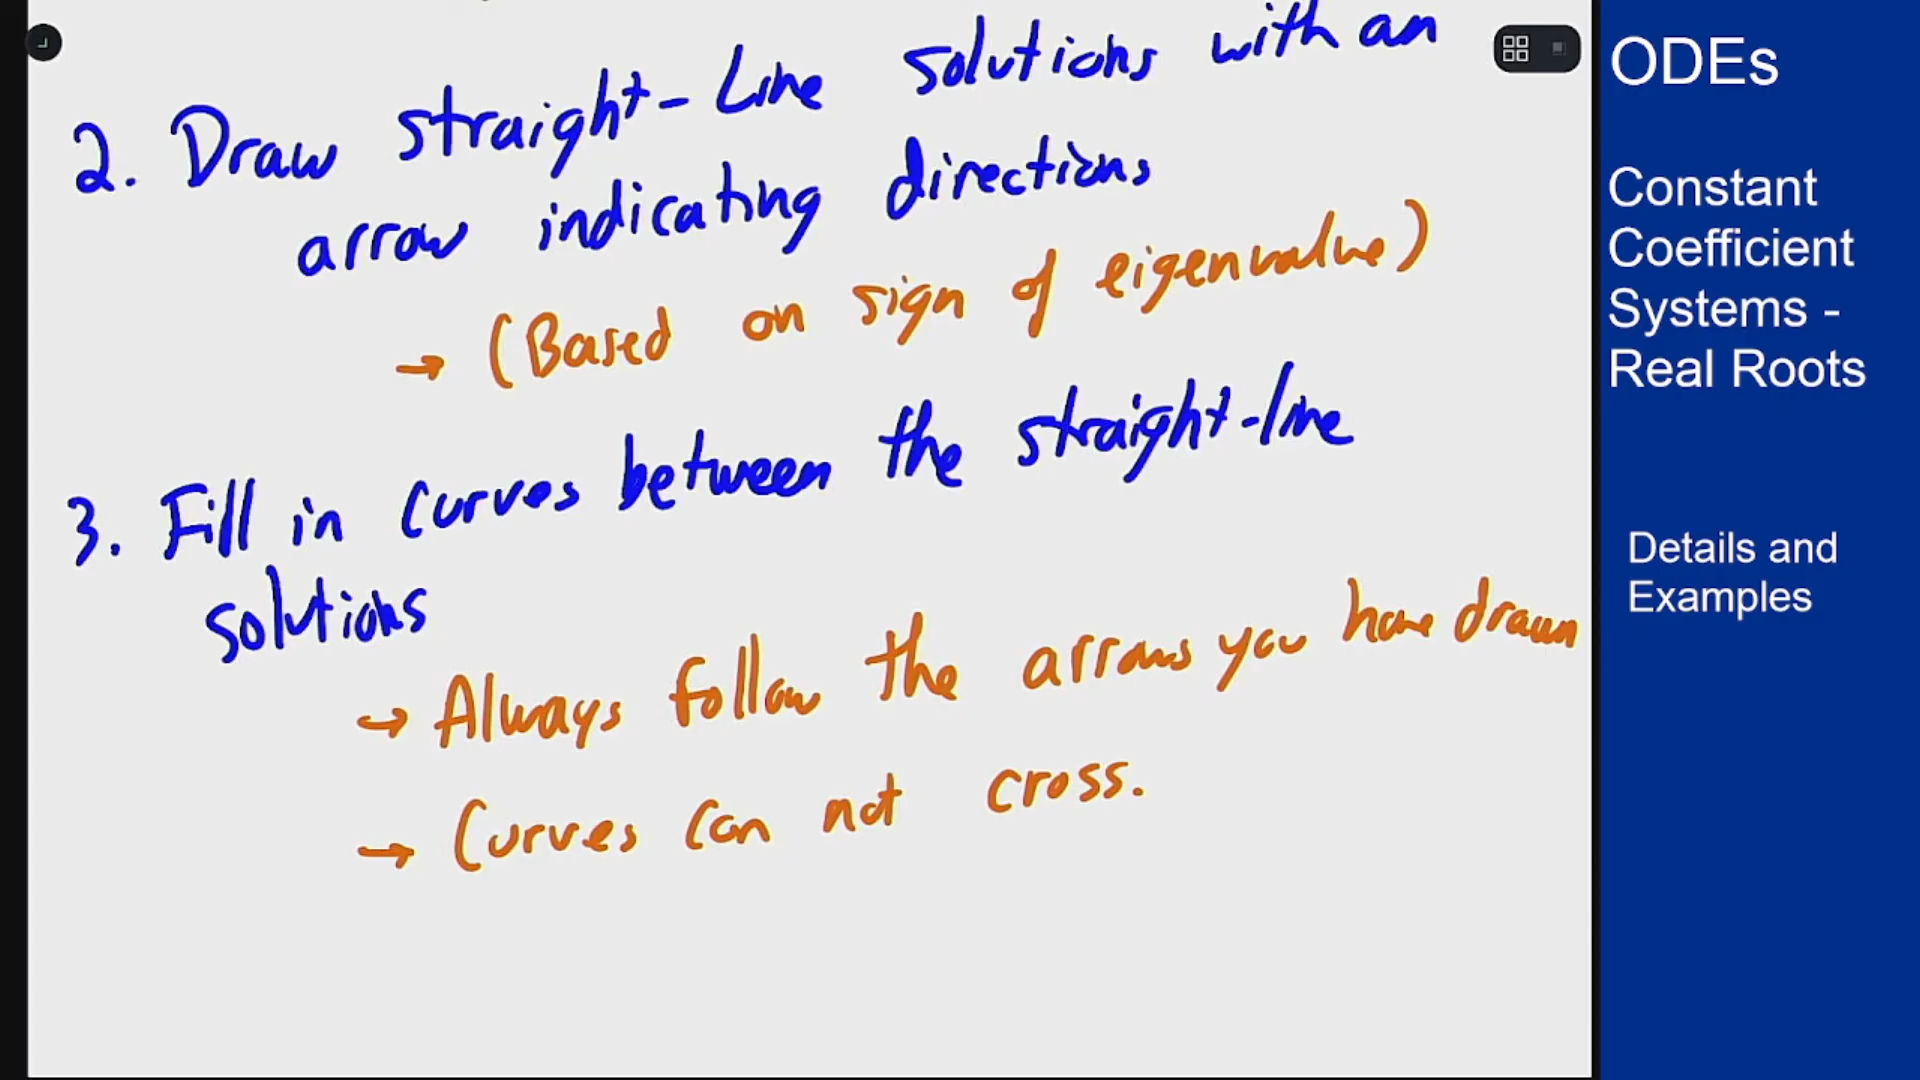 2. Draw straight-Line solutions with an
arrow indicating directions
→ (Based on sign of eigenvalue)
3. Fill in curves between the straight-line
solutions
→ Always follow the arrows you have drawn
→ Curves can not cross.
ODEs
Constant
Coefficient
Systems -
Real Roots
Details and
Examples